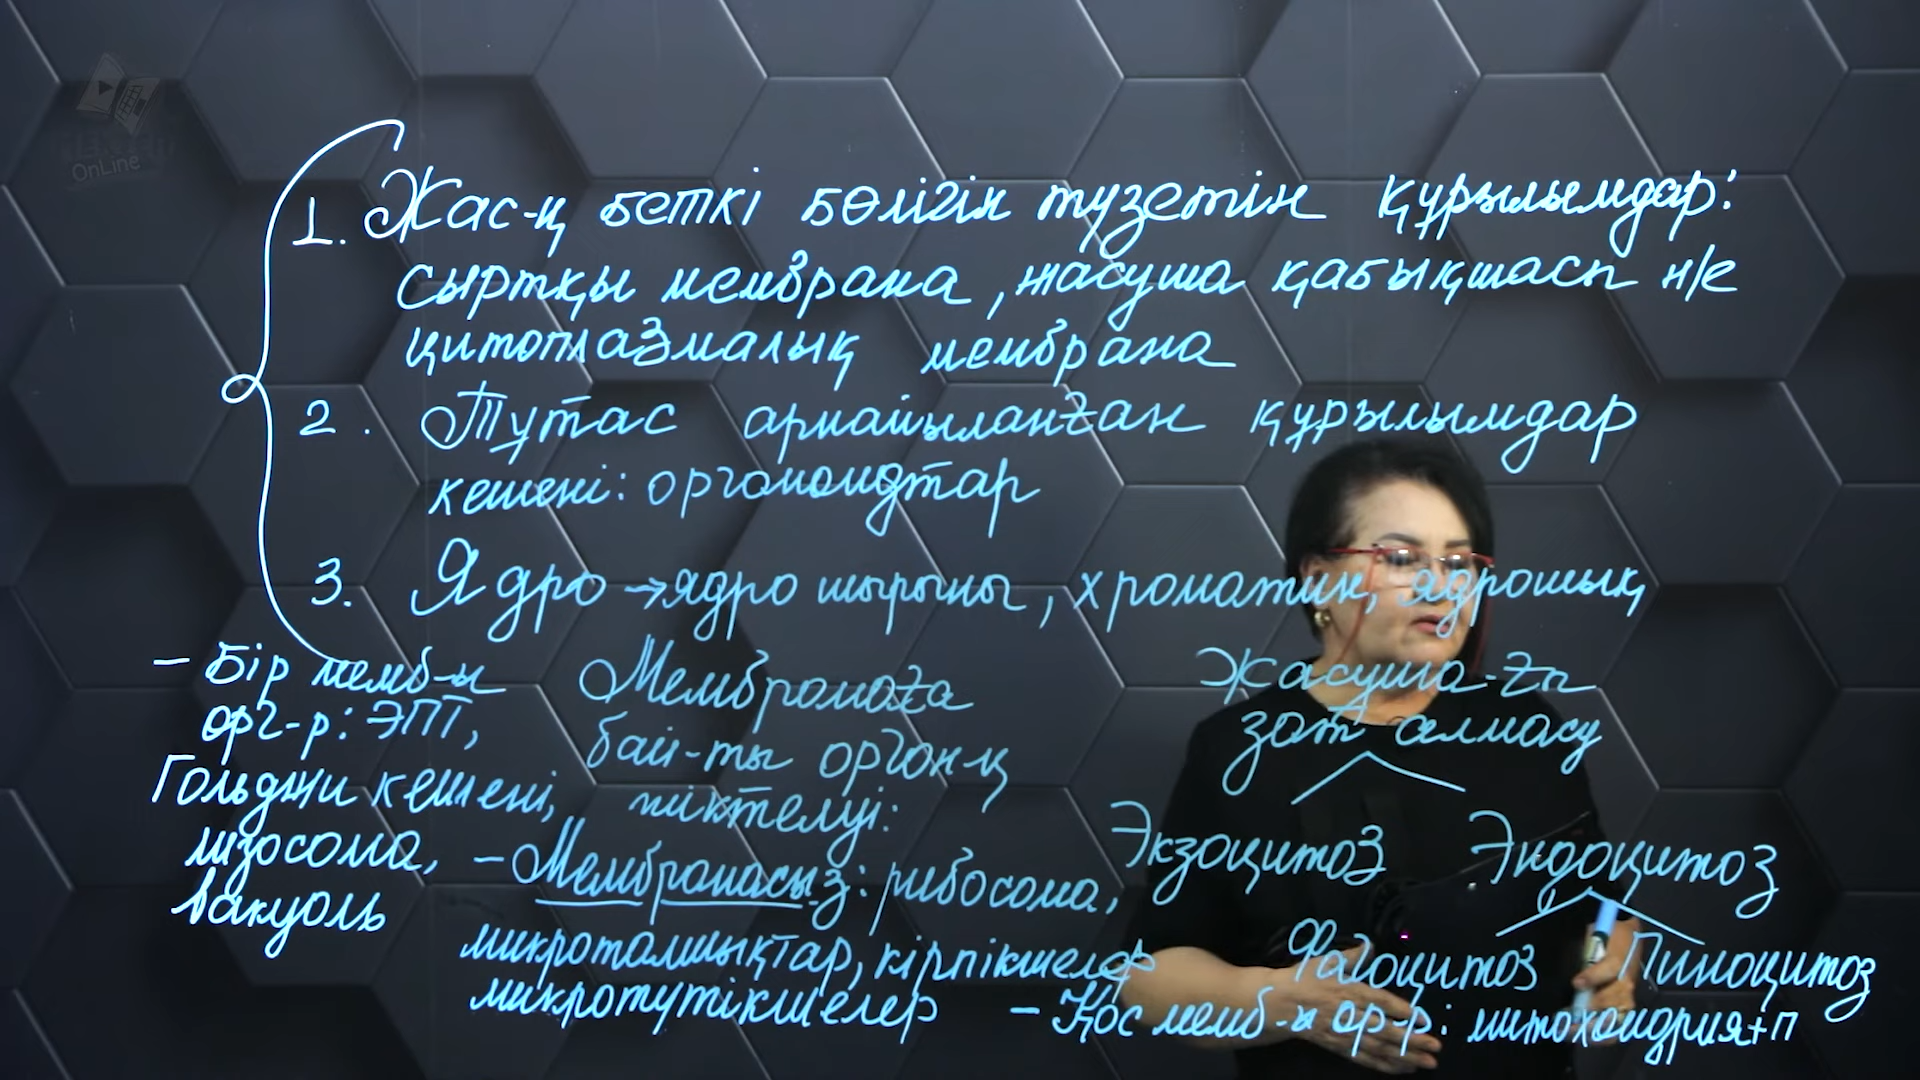 OnLine
1. Жас-ң беткі бөлігін түзетін құрылымдар:
сыртқы мембрана, жасуша қабықшасы н/е
цитоплазмалық мембрана
2. Тұтас арнайыланған құрылымдар
кешені: органоидтар
3. Ядро → ядро шырыны, хроматин, ядрошық
- Бір мемб-ы
орг-р: ЭПТ,
Гольджи кешені,
лизосома,
вакуоль
Мембранаға
бай-ты орган-ң
жіктелуі:
- Мембранасыз: рибосома,
микроталшықтар, кірпікшелер
микротүтікшелер
Жасуша-ғы
зат алмасу
Экзоцитоз Эндоцитоз
Фагоцитоз Пиноцитоз
- Қос мемб-ы ор-р: митохондрия+п